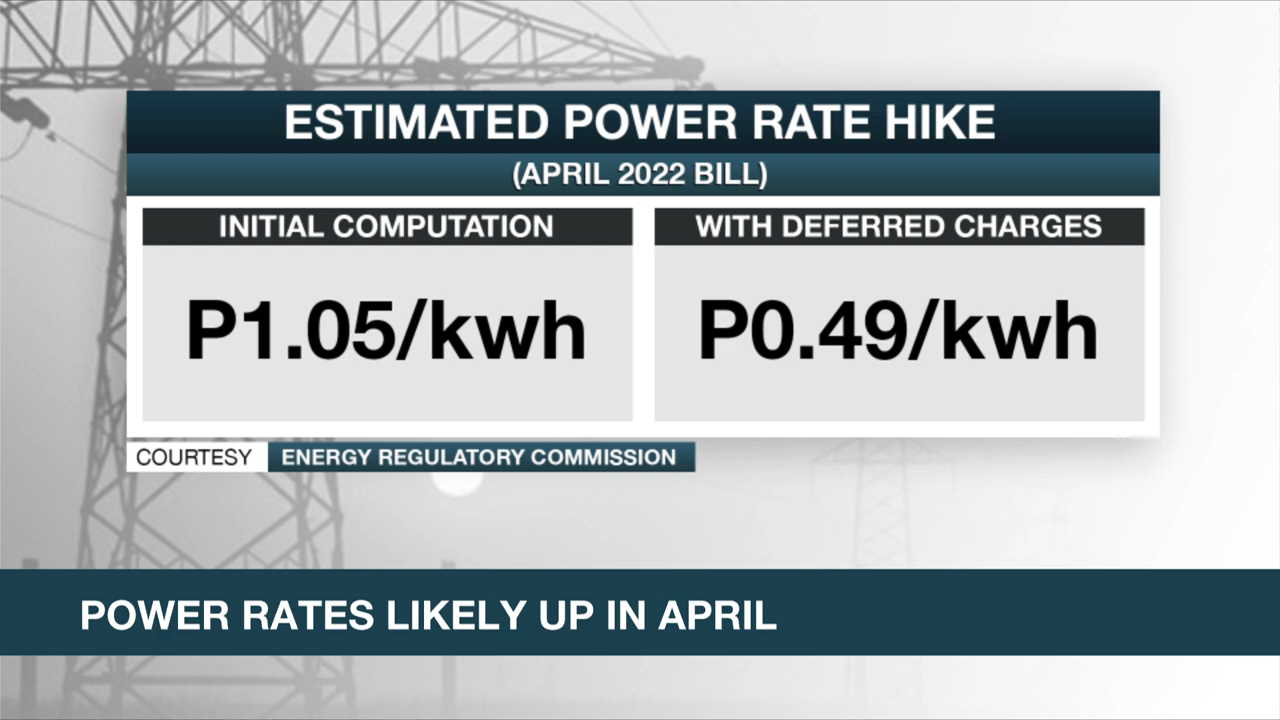 ESTIMATED POWER RATE HIKE
(APRIL 2022 BILL)
INITIAL COMPUTATION
P1.05/kwh
WITH DEFERRED CHARGES
P0.49/kwh
COURTESY ENERGY REGULATORY COMMISSION
POWER RATES LIKELY UP IN APRIL